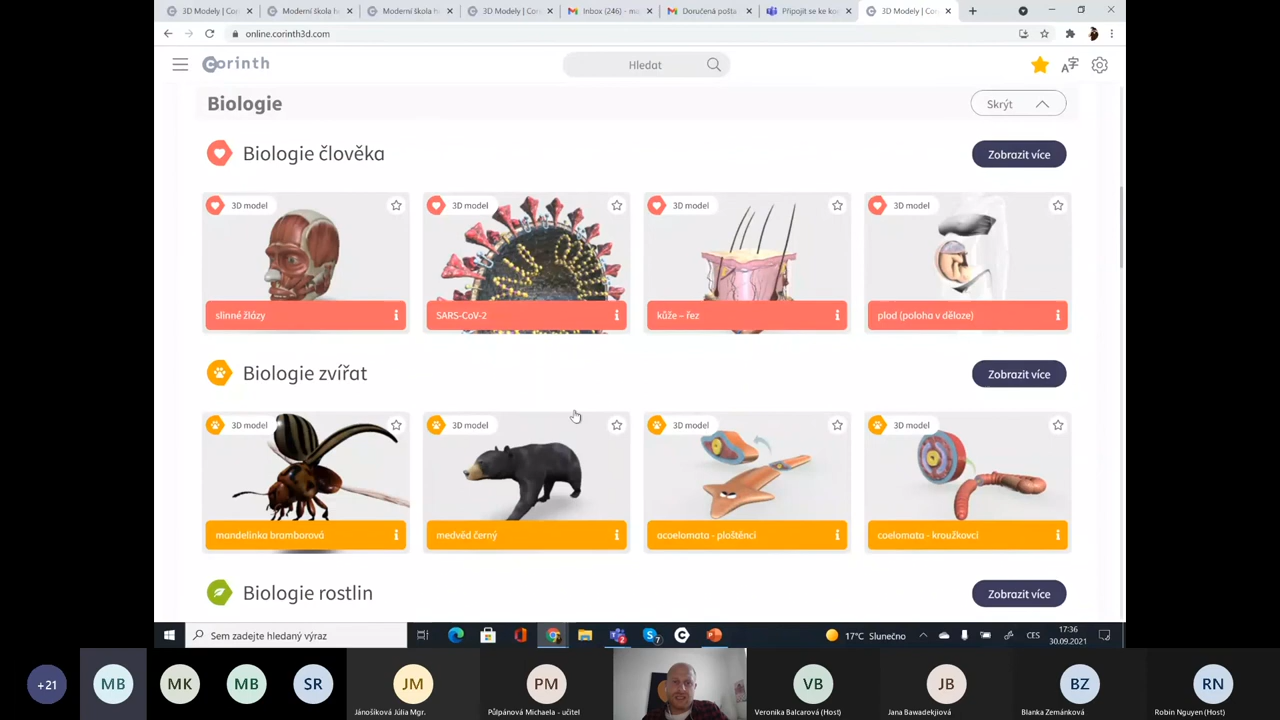 3D Modely | Cor
Moderní škola h
Moderní škola h
3D Modely | Cor
Inbox (246) - m
Doručená pošta
Připojit se ke kon
3D Modely | Cor
online.corinth3d.com
corinth
Hledat
Biologie
Skrýt
Biologie člověka
Zobrazit více
3D model
3D model
3D model
3D model
slinné žlázy
SARS-CoV-2
kůže – řez
plod (poloha v děloze)
Biologie zvířat
Zobrazit více
3D model
3D model
3D model
3D model
mandelinka bramborová
medvěd černý
acoelomata - ploštěnci
coelomata - kroužkovci
Biologie rostlin
Zobrazit více
Sem zadejte hledaný výraz
17°C Slunečno
CES
17:36
30.09.2021
+21
MB
MK
MB
SR
JM
PM
VB
JB
BZ
RN
Jánošíková Júlia Mgr.
Půlpánová Michaela - učitel
Veronika Balcarová (Host)
Jana Bawadekjiová
Blanka Zemánková
Robin Nguyen (Host)